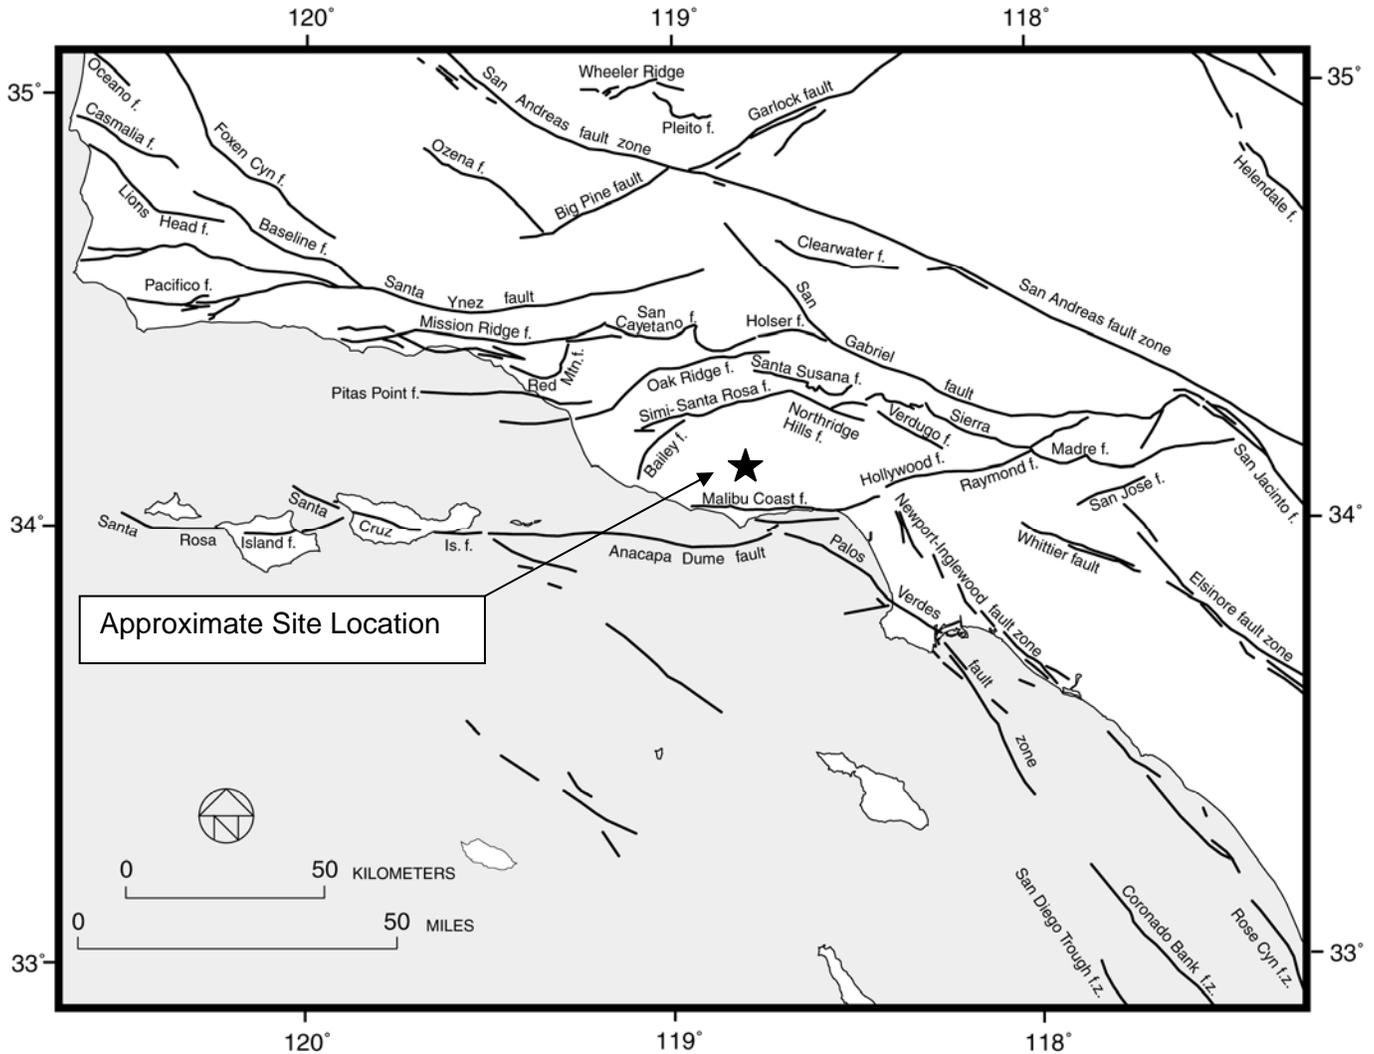 120°
119°
118°
35°
35°
Oceano f.
San Andreas fault zone
Wheeler Ridge
Garlock fault
Pleito f.
Casmalia f.
Foxen Cyn f.
Ozena f.
Helendale f.
Lions
Head f.
Big Pine fault
Baseline f.
Clearwater f.
Pacifico f.
Santa
Ynez fault
San
Gabriel
fault
San Andreas fault zone
Mission Ridge f.
San
Cayetano f.
Holser f.
Red
Mtn. f.
Oak Ridge f.
Santa Susana f.
Pitas Point f.
Simi-Santa Rosa f.
Northridge
Hills f.
Verdugo f.
Sierra
Madre f.
Bailey f.
Hollywood f.
Raymond f.
San Jose f.
San Jacinto f.
Malibu Coast f.
34°
34°
Santa
Rosa
Island f.
Santa
Cruz
Is. f.
Anacapa Dume fault
Palos
Verdes
fault
zone
Newport-Inglewood fault zone
Whittier fault
Elsinore fault zone
Approximate Site Location
0 50 KILOMETERS
0 50 MILES
San Diego Trough f.z.
Coronado Bank f.z.
Rose Cyn f.z.
33°
33°
120°
119°
118°